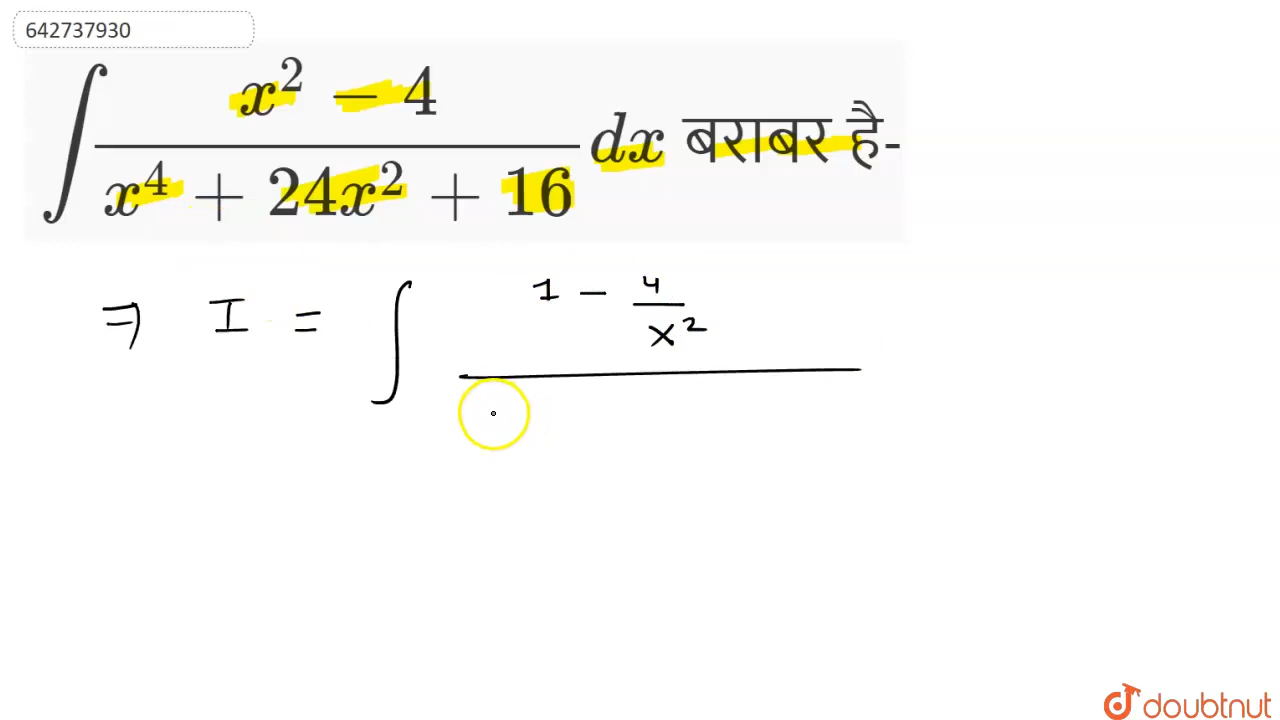 642737930
∫ (x² − 4)/(x⁴ + 24x² + 16) dx बराबर है-
⇒ I = ∫ 1 − 4/x²
doubtnut